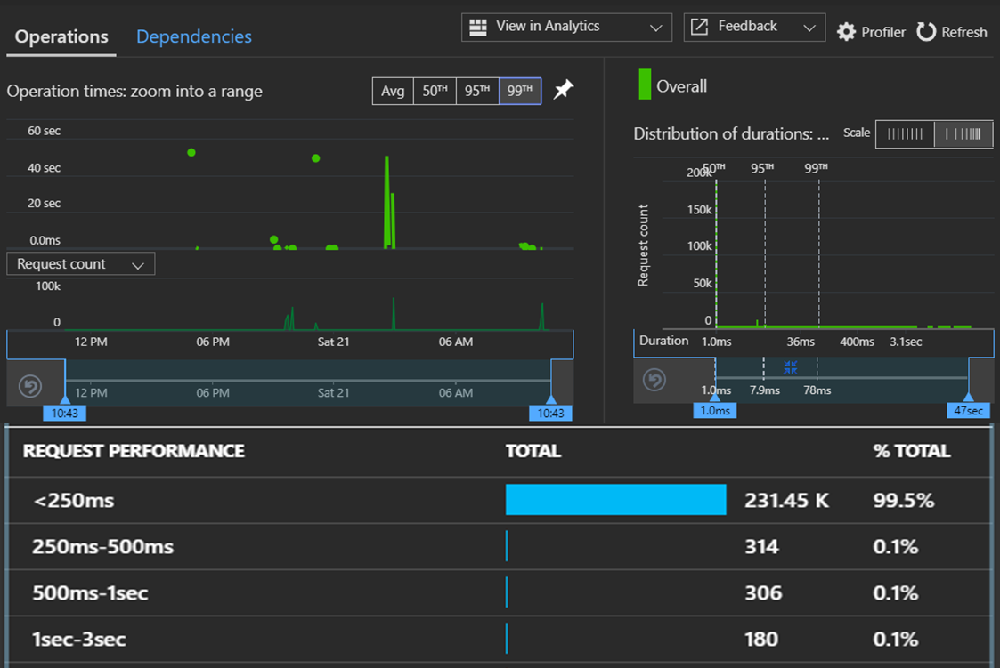 Operations Dependencies View in Analytics Feedback Profiler Refresh
Operation times: zoom into a range Avg 50TH 95TH 99TH
60 sec
40 sec
20 sec
0.0ms
Request count
100k
0
12 PM 06 PM Sat 21 06 AM
12 PM 06 PM Sat 21 06 AM
10:43 10:43
Overall
Distribution of durations: ... Scale
50TH 95TH 99TH
Request count
200k
150k
100k
50k
0
Duration 1.0ms 36ms 400ms 3.1sec
1.0ms 7.9ms 78ms
1.0ms 47sec
REQUEST PERFORMANCE TOTAL % TOTAL
<250ms 231.45 K 99.5%
250ms-500ms 314 0.1%
500ms-1sec 306 0.1%
1sec-3sec 180 0.1%